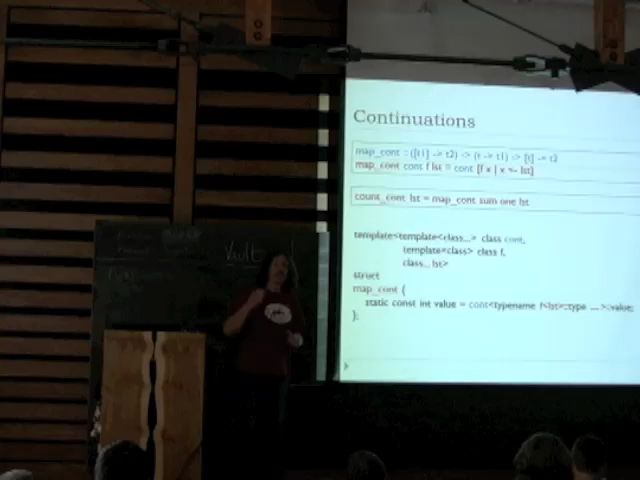 Continuations
map_cont :: ([t1] -> t2) -> (t -> t1) -> [t] -> t2
map_cont cont f lst = cont [f x | x <- lst]
count_cont lst = map_cont sum one lst
template<template<class...> class cont,
template<class> class f,
class... lst>
struct
map_cont {
static const int value = cont<typename f<lst>::type ...>::value;
};
Vault